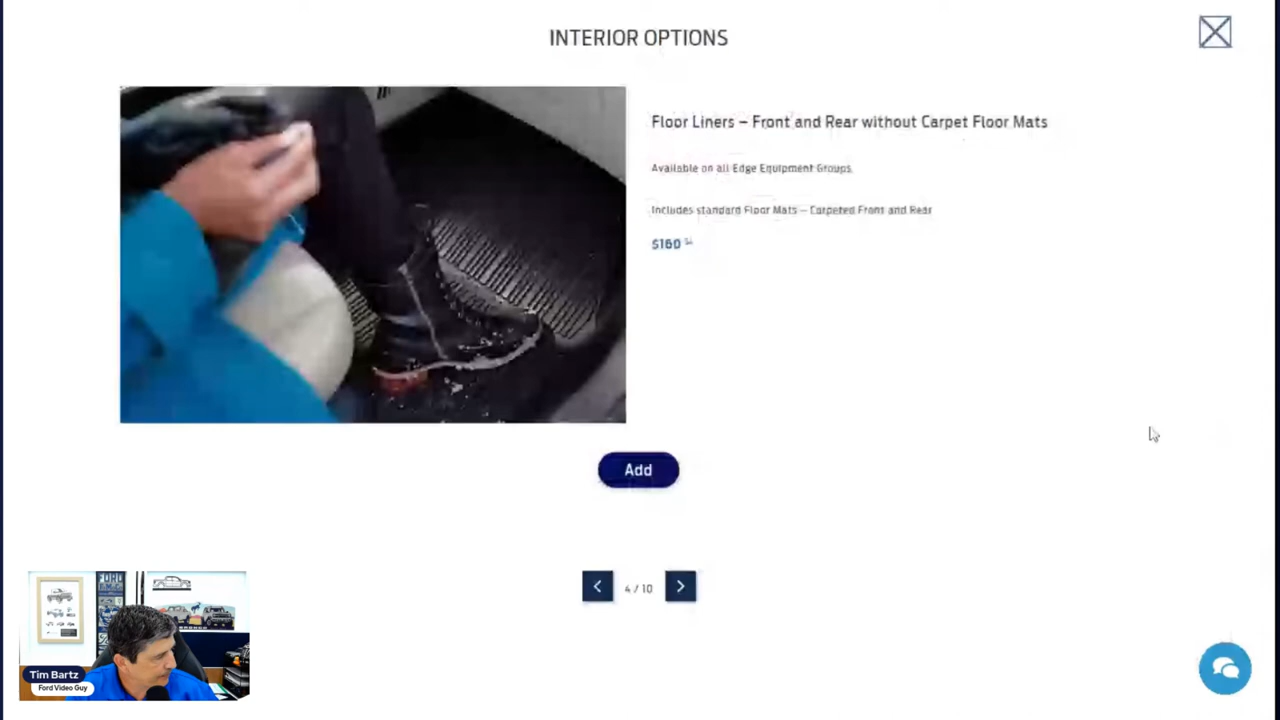 INTERIOR OPTIONS
Floor Liners – Front and Rear without Carpet Floor Mats
Available on all Edge Equipment Groups.
Includes standard Floor Mats – Carpeted Front and Rear
$160
Add
4 / 10
FORD
Tim Bartz
Ford Video Guy